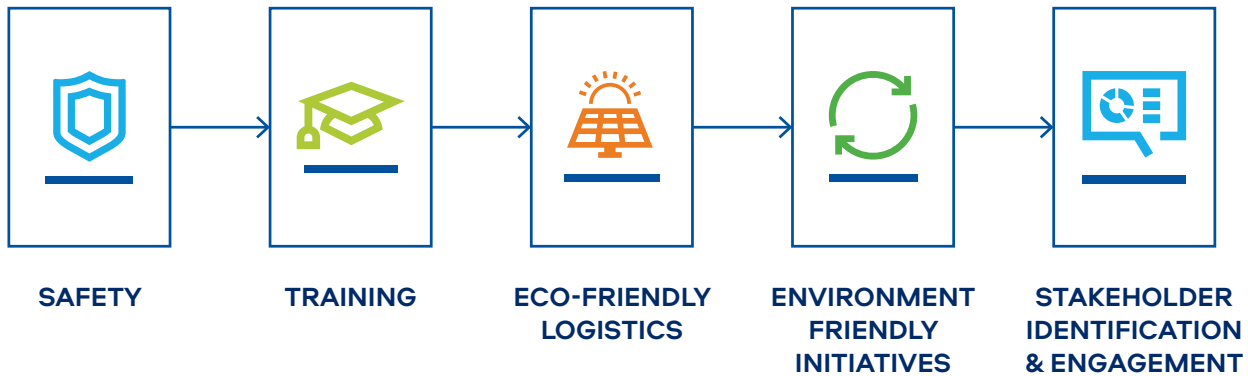 SAFETY
TRAINING
ECO-FRIENDLY
LOGISTICS
ENVIRONMENT
FRIENDLY
INITIATIVES
STAKEHOLDER
IDENTIFICATION
& ENGAGEMENT